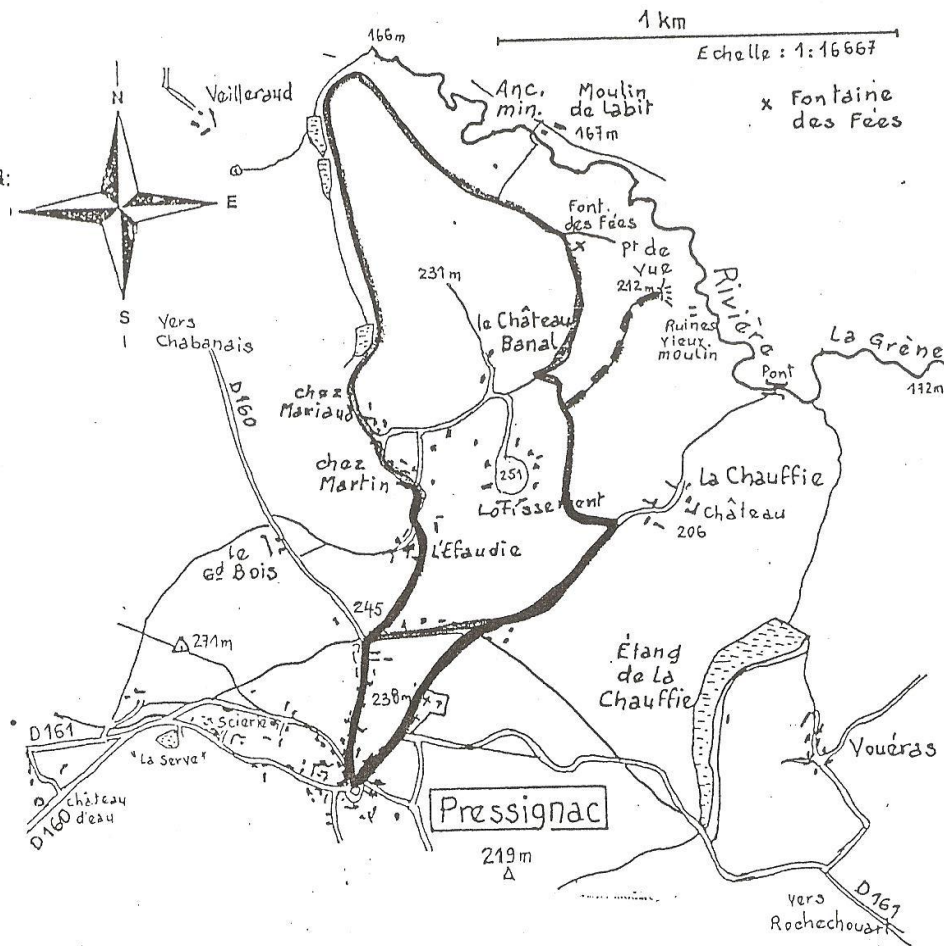 1 km
Echelle : 1:16667
x Fontaine
des Fées
166m
Veilleraud
Anc.
min.
Moulin
de Labit
167m
N
E
S
Font.
des Fées
pt de
vue
212m
231m
Rivière
La Grène
172m
Ruines
vieux
moulin
Pont
le Château
Banal
vers
Chabanais
D160
chez
Mariaud
chez
Martin
251
Lotissement
La Chauffie
Château
206
L'Efaudie
le
Gd Bois
245
271m
Étang
de la
Chauffie
238m
D161
Scierie
"La Serve"
Vouéras
château
d'eau
D160
Pressignac
219m
vers
Rochechouart
D161